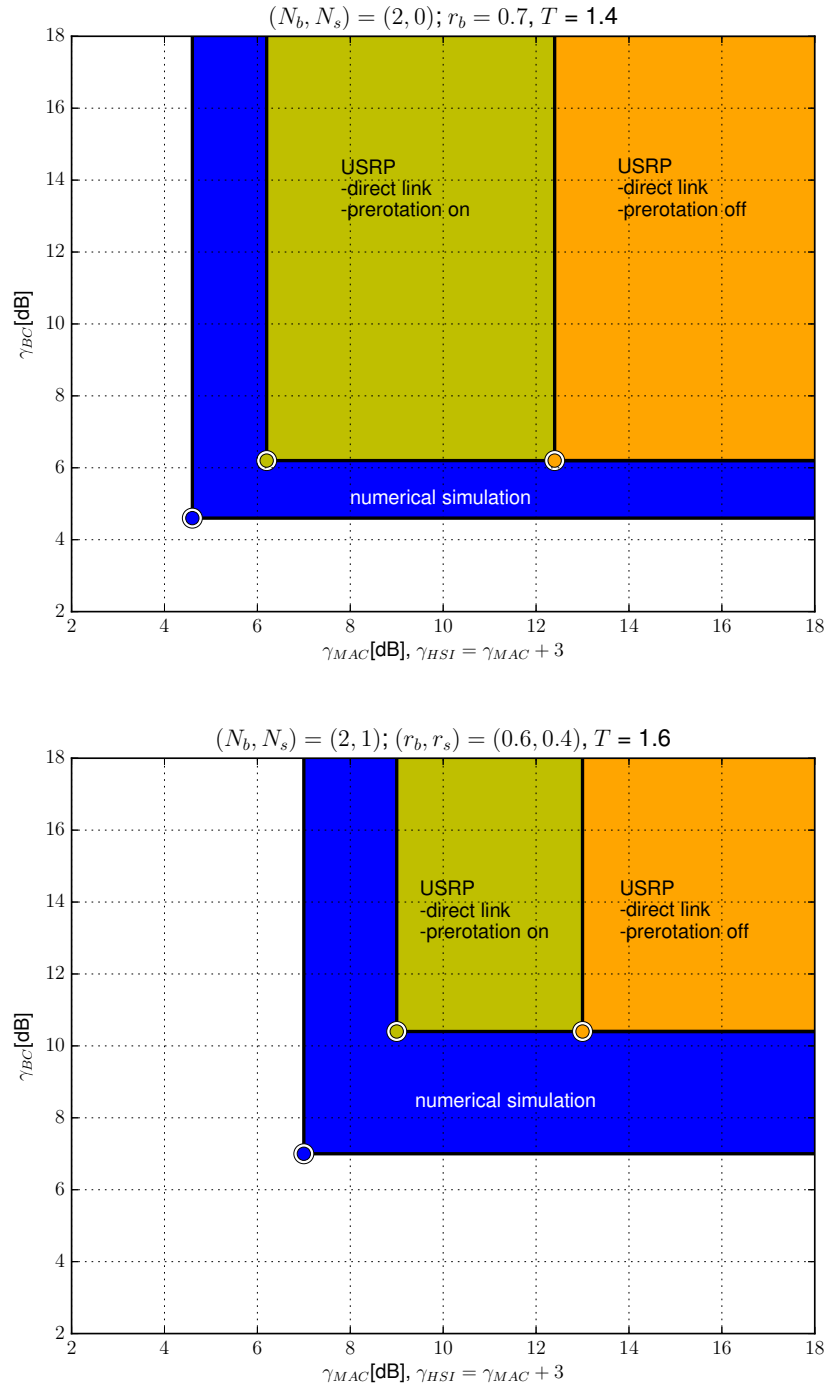 (N_b, N_s) = (2, 0); r_b = 0.7, T = 1.4
18
16
14
12
10
8
6
4
2
γ_BC[dB]
USRP
-direct link
-prerotation on
USRP
-direct link
-prerotation off
numerical simulation
2 4 6 8 10 12 14 16 18
γ_MAC[dB], γ_HSI = γ_MAC + 3
(N_b, N_s) = (2, 1); (r_b, r_s) = (0.6, 0.4), T = 1.6
18
16
14
12
10
8
6
4
2
γ_BC[dB]
USRP
-direct link
-prerotation on
USRP
-direct link
-prerotation off
numerical simulation
2 4 6 8 10 12 14 16 18
γ_MAC[dB], γ_HSI = γ_MAC + 3